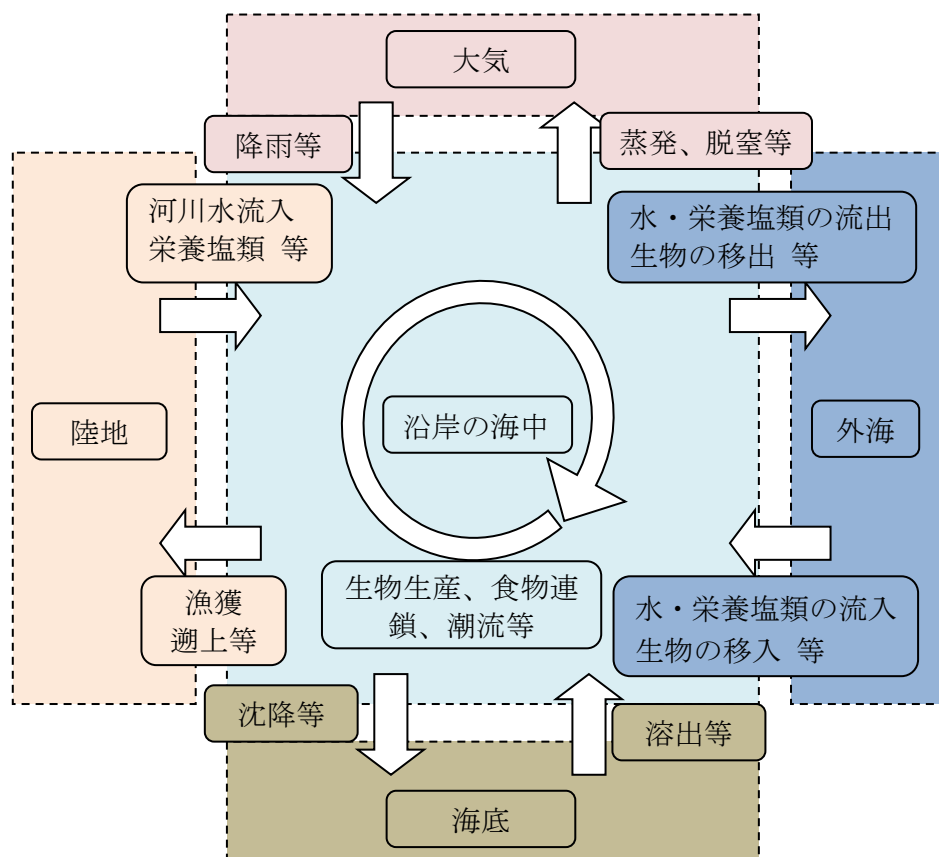 大気
降雨等
蒸発、脱窒等
河川水流入
栄養塩類 等
水・栄養塩類の流出
生物の移出 等
陸地
沿岸の海中
外海
漁獲
遡上等
生物生産、食物連
鎖、潮流等
水・栄養塩類の流入
生物の移入 等
沈降等
溶出等
海底